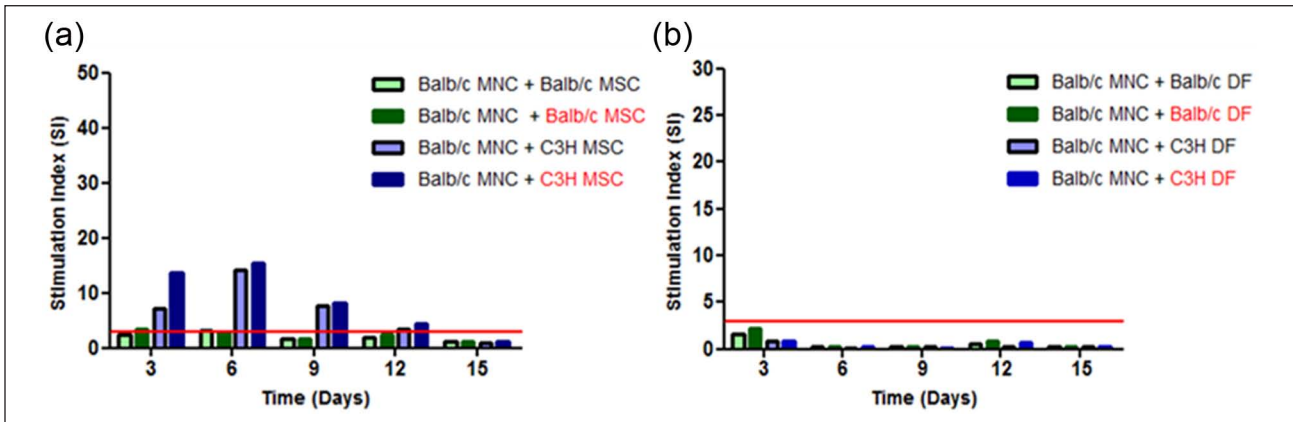 (a)
Stimulation Index (SI)
50
40
30
20
10
0
Balb/c MNC + Balb/c MSC
Balb/c MNC + Balb/c MSC
Balb/c MNC + C3H MSC
Balb/c MNC + C3H MSC
3 6 9 12 15
Time (Days)
(b)
Stimulation Index (SI)
30
25
20
15
10
5
0
Balb/c MNC + Balb/c DF
Balb/c MNC + Balb/c DF
Balb/c MNC + C3H DF
Balb/c MNC + C3H DF
3 6 9 12 15
Time (Days)